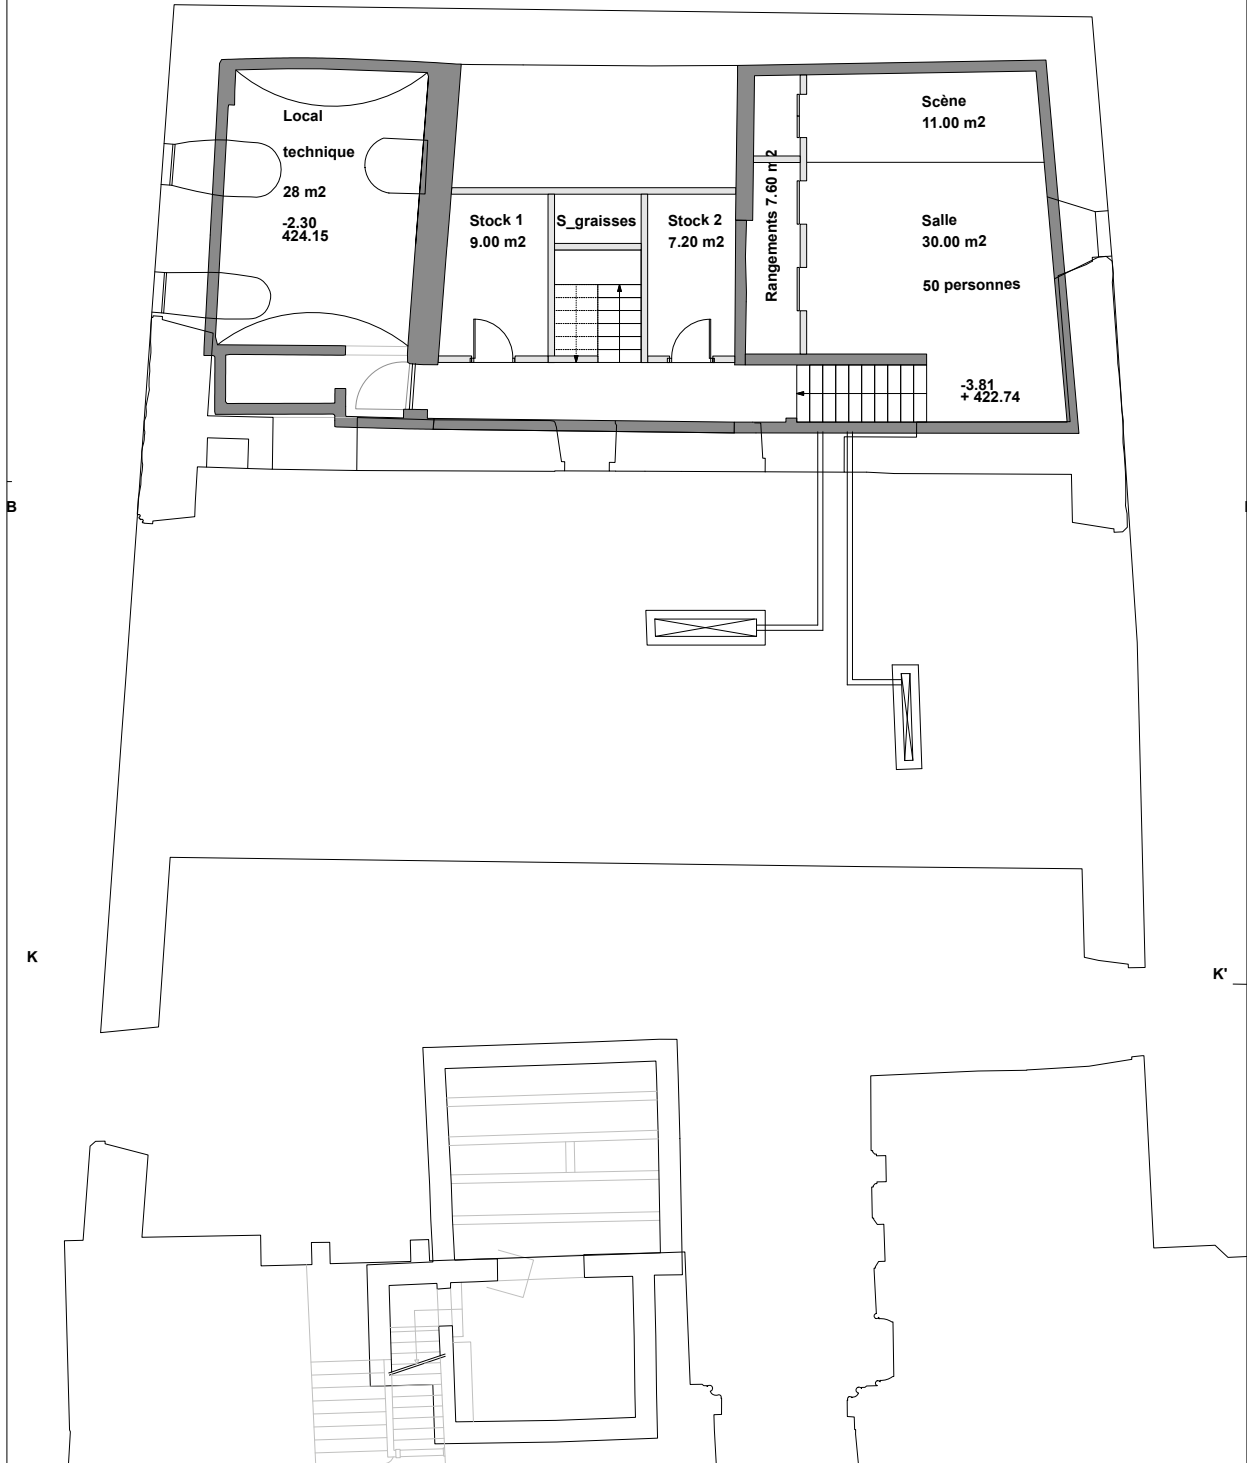 Local
technique
28 m2
-2.30
424.15
Stock 1
9.00 m2
S_graisses
Stock 2
7.20 m2
Rangements 7.60 m2
Scène
11.00 m2
Salle
30.00 m2
50 personnes
-3.81
+ 422.74
B
K
K'